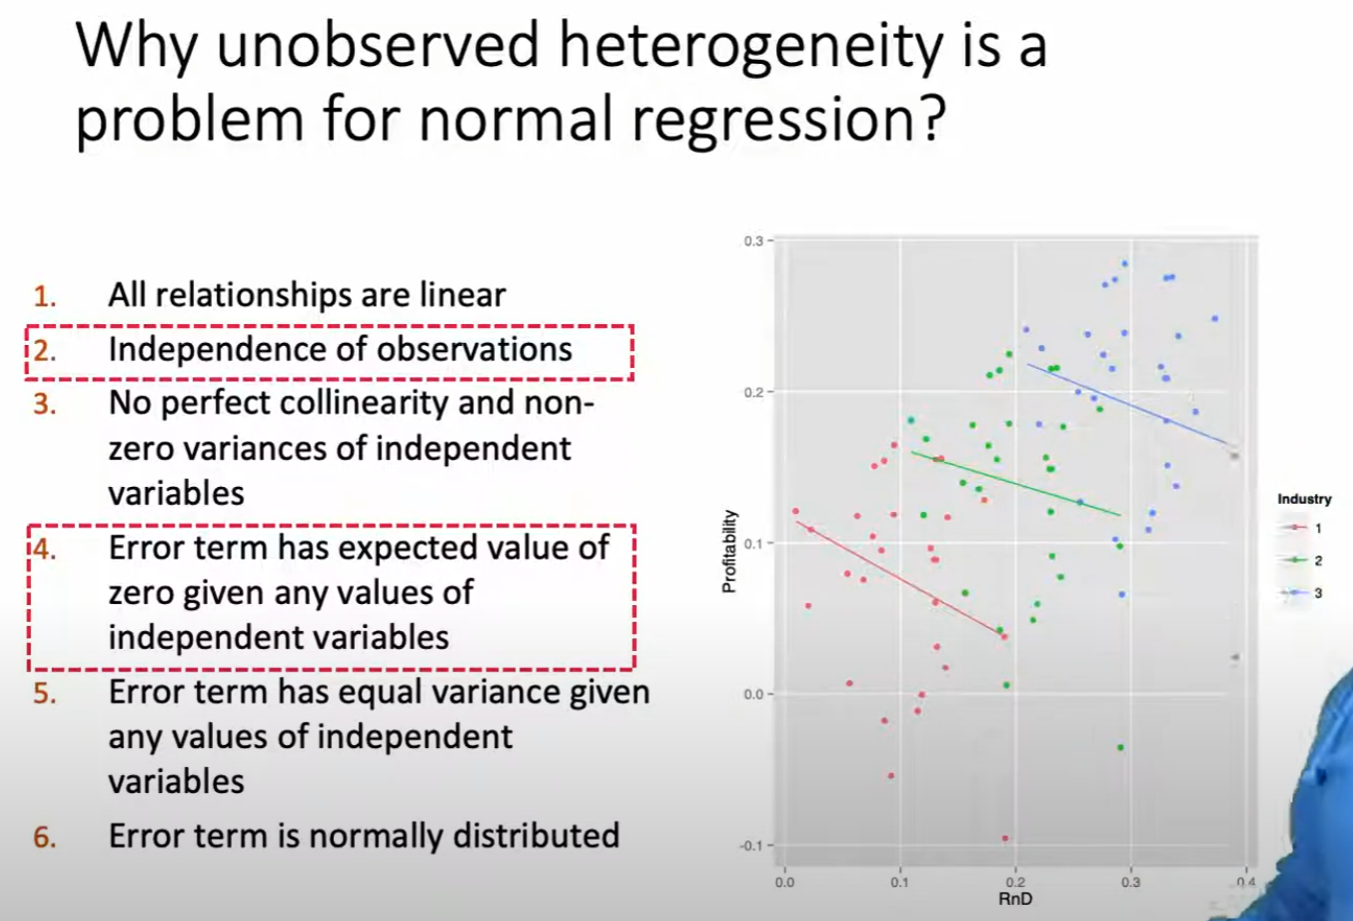 Why unobserved heterogeneity is a
problem for normal regression?
1. All relationships are linear
2. Independence of observations
3. No perfect collinearity and non-
zero variances of independent
variables
4. Error term has expected value of
zero given any values of
independent variables
5. Error term has equal variance given
any values of independent
variables
6. Error term is normally distributed
0.3
0.2
0.1
0.0
-0.1
Profitability
0.0 0.1 0.2 0.3 0.4
RnD
Industry
1
2
3